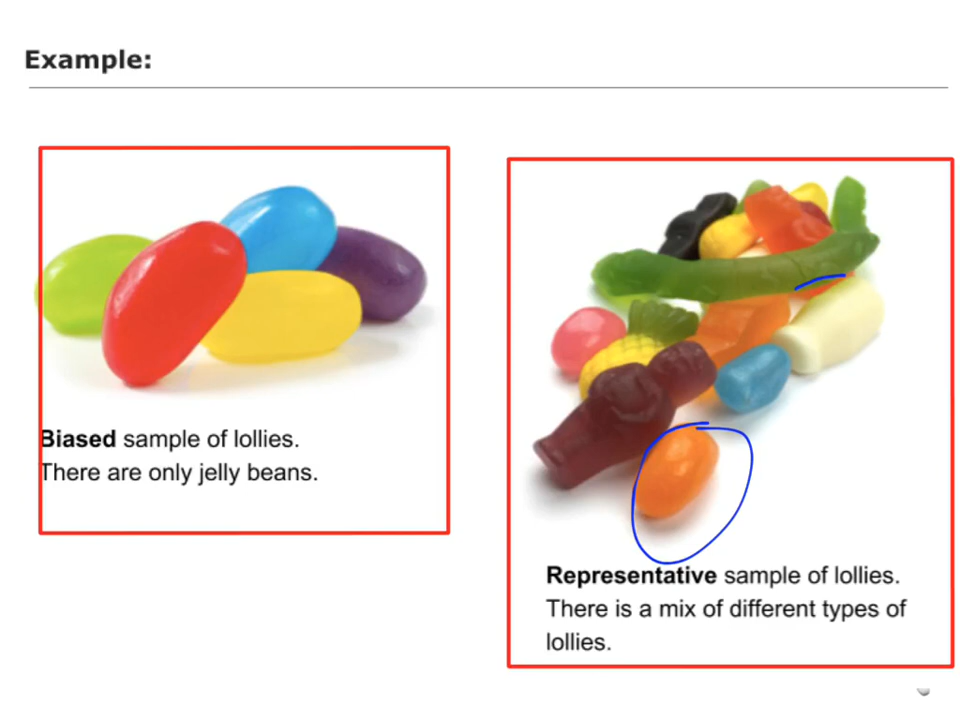 Example:
Biased sample of lollies.
There are only jelly beans.
Representative sample of lollies.
There is a mix of different types of
lollies.